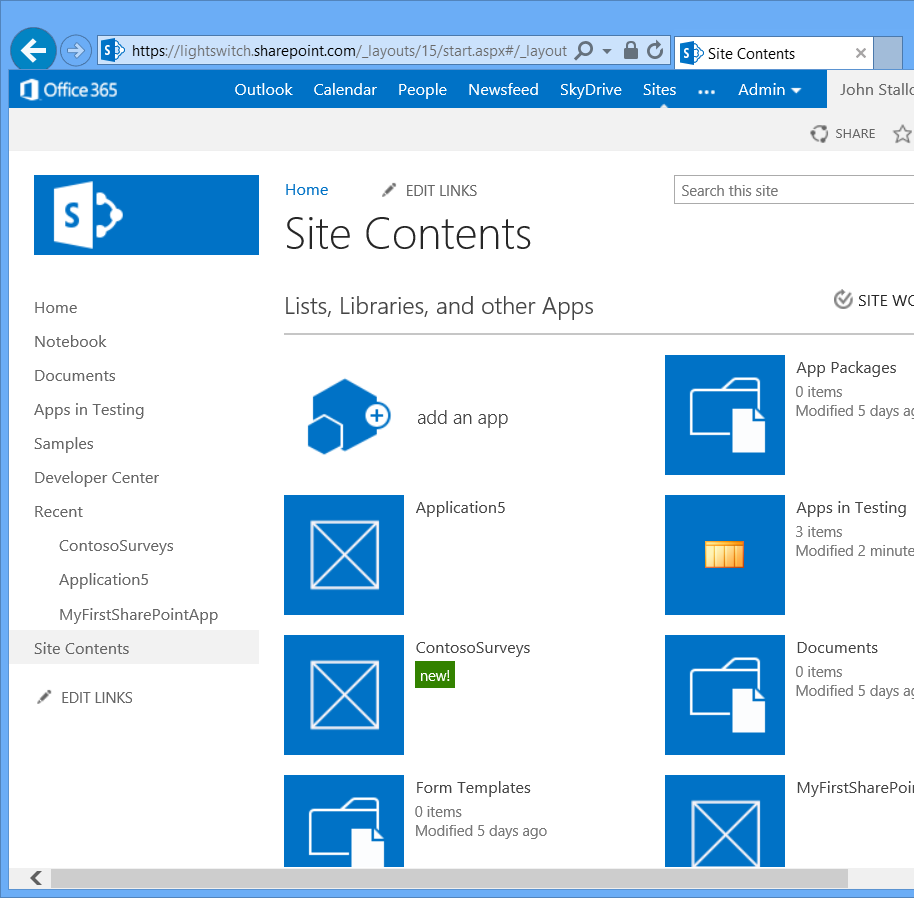 https://lightswitch.sharepoint.com/_layouts/15/start.aspx#/_layout
Site Contents
Office 365
Outlook
Calendar
People
Newsfeed
SkyDrive
Sites
...
Admin
John Stallo
SHARE
S
Home
EDIT LINKS
Search this site
Site Contents
Home
Notebook
Documents
Apps in Testing
Samples
Developer Center
Recent
ContosoSurveys
Application5
MyFirstSharePointApp
Site Contents
EDIT LINKS
Lists, Libraries, and other Apps
SITE WO
add an app
App Packages
0 items
Modified 5 days ag
Application5
Apps in Testing
3 items
Modified 2 minute
ContosoSurveys
new!
Documents
0 items
Modified 5 days ag
Form Templates
0 items
Modified 5 days ago
MyFirstSharePoin